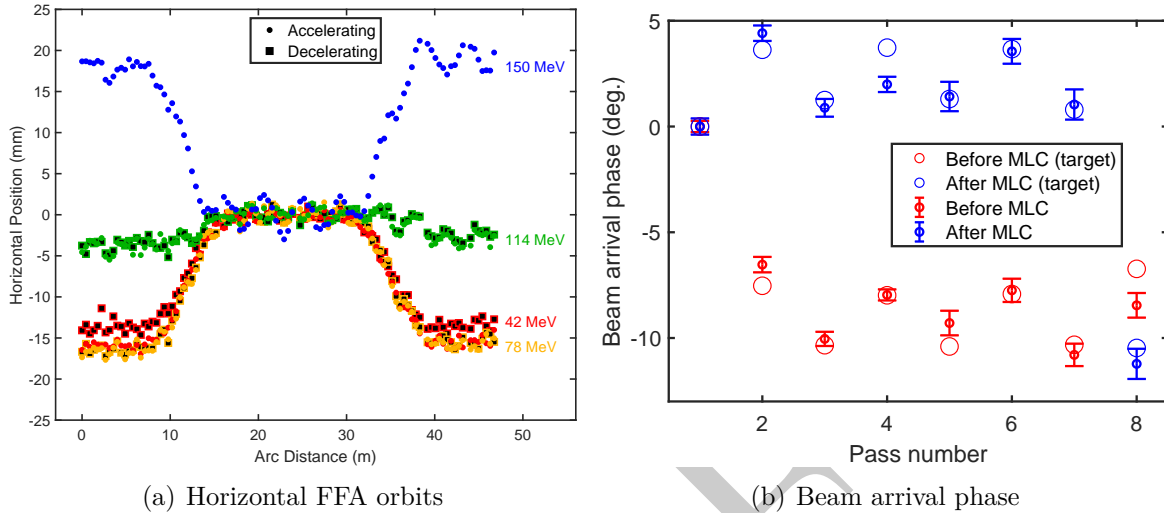 Accelerating
Decelerating
150 MeV
114 MeV
42 MeV
78 MeV
25
20
15
10
5
0
-5
-10
-15
-20
-25
Horizontal Position (mm)
0 10 20 30 40 50
Arc Distance (m)
(a) Horizontal FFA orbits
5
0
-5
-10
Beam arrival phase (deg.)
Before MLC (target)
After MLC (target)
Before MLC
After MLC
2 4 6 8
Pass number
(b) Beam arrival phase